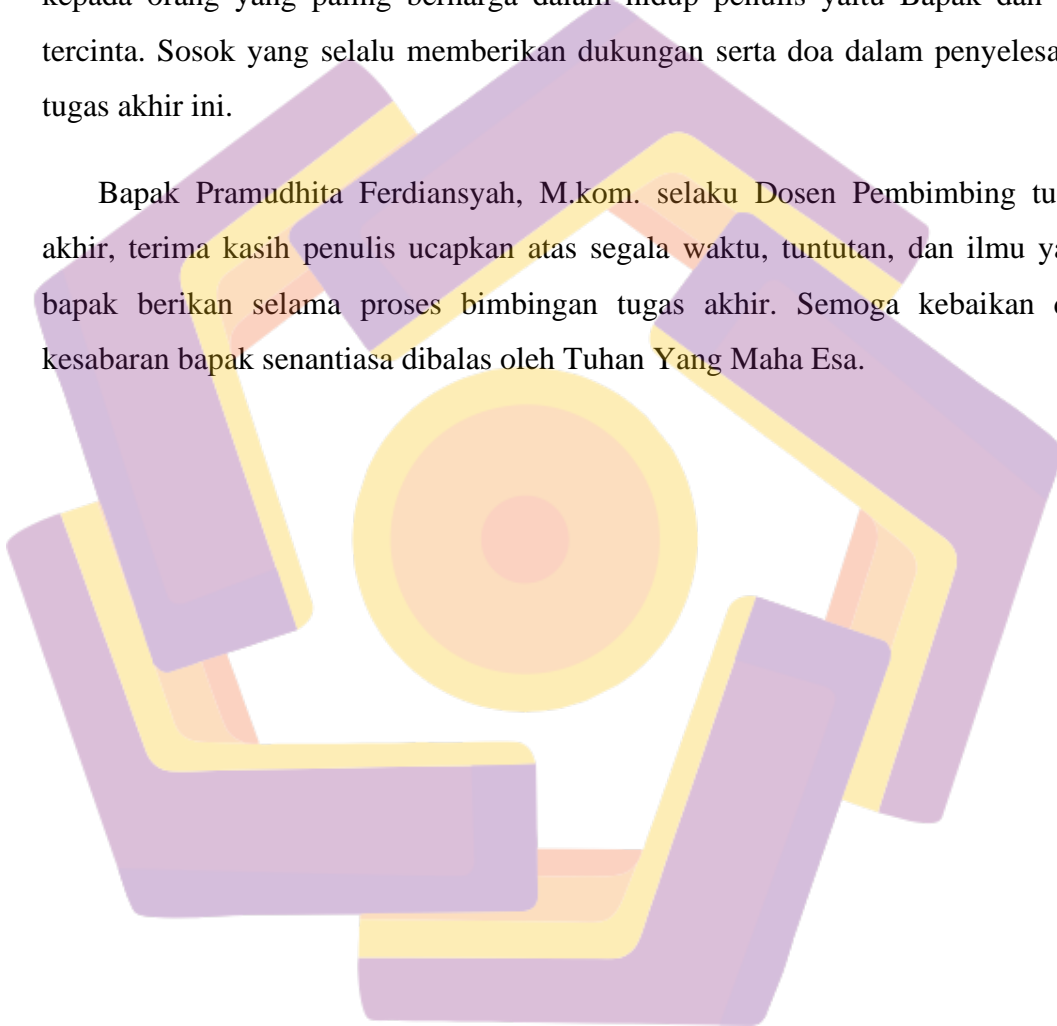 kepada orang yang paling berharga dalam hidup penulis yaitu Bapak dan
tercinta. Sosok yang selalu memberikan dukungan serta doa dalam penyelesa
tugas akhir ini.
Bapak Pramudhita Ferdiansyah, M.kom. selaku Dosen Pembimbing tu
akhir, terima kasih penulis ucapkan atas segala waktu, tuntutan, dan ilmu ya
bapak berikan selama proses bimbingan tugas akhir. Semoga kebaikan
kesabaran bapak senantiasa dibalas oleh Tuhan Yang Maha Esa.